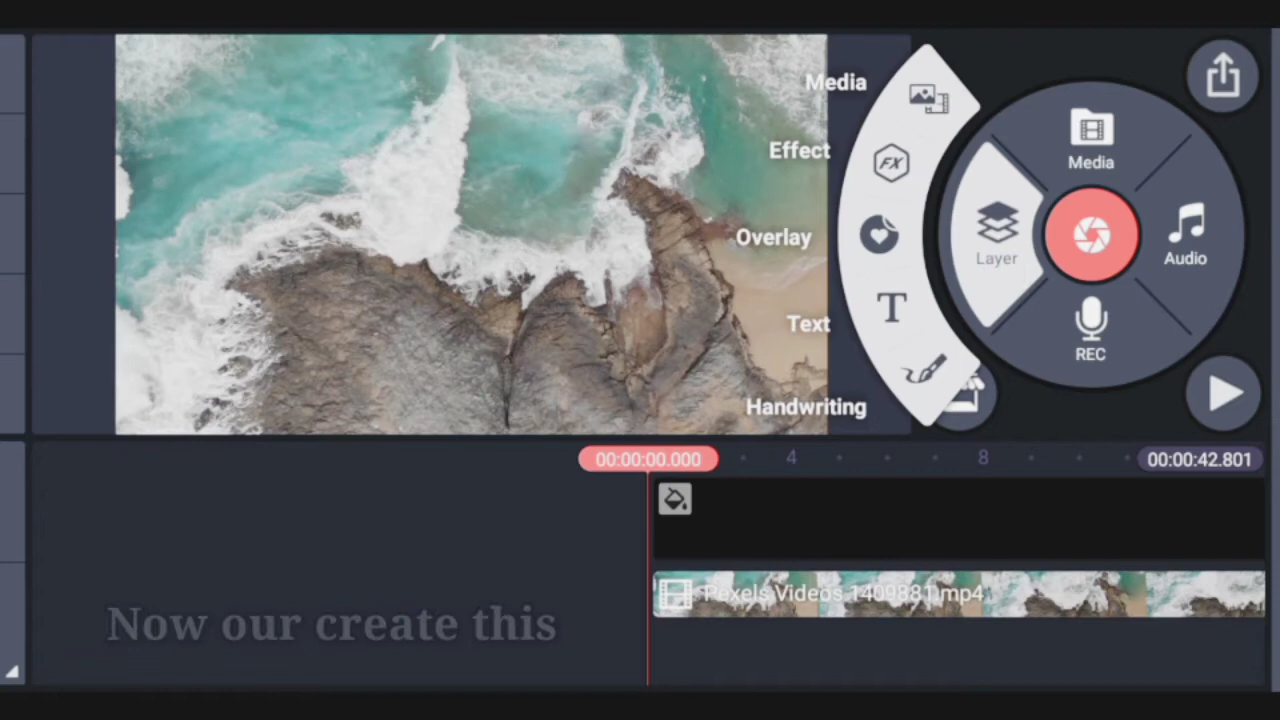 Media
Effect
Overlay
Text
Handwriting
FX
T
Media
Layer
Audio
REC
00:00:00.000
4
8
00:00:42.801
Pexels Videos 1409881.mp4
Now our create this